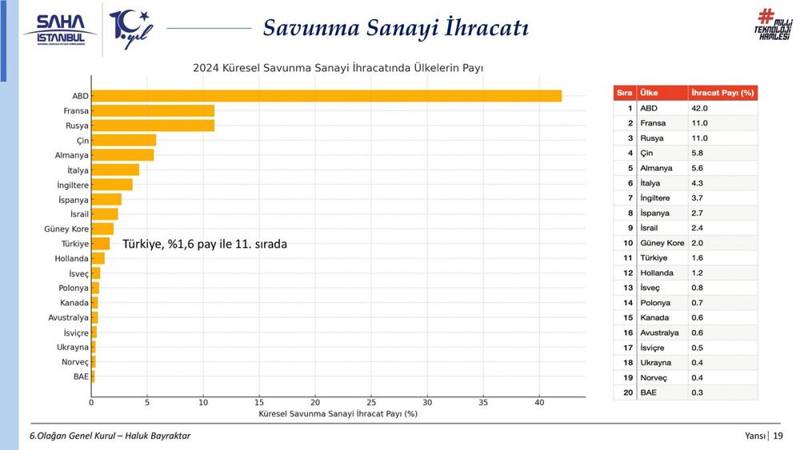 SAHA
İSTANBUL
10.yıl
Savunma Sanayi İhracatı
#MİLLİ
TEKNOLOJİ
HAMLESİ
2024 Küresel Savunma Sanayi İhracatında Ülkelerin Payı
ABD
Fransa
Rusya
Çin
Almanya
İtalya
İngiltere
İspanya
İsrail
Güney Kore
Türkiye
Türkiye, %1,6 pay ile 11. sırada
Hollanda
İsveç
Polonya
Kanada
Avustralya
İsviçre
Ukrayna
Norveç
BAE
0 5 10 15 20 25 30 35 40
Küresel Savunma Sanayi İhracat Payı (%)
Sıra Ülke İhracat Payı (%)
1 ABD 42.0
2 Fransa 11.0
3 Rusya 11.0
4 Çin 5.8
5 Almanya 5.6
6 İtalya 4.3
7 İngiltere 3.7
8 İspanya 2.7
9 İsrail 2.4
10 Güney Kore 2.0
11 Türkiye 1.6
12 Hollanda 1.2
13 İsveç 0.8
14 Polonya 0.7
15 Kanada 0.6
16 Avustralya 0.6
17 İsviçre 0.5
18 Ukrayna 0.4
19 Norveç 0.4
20 BAE 0.3
6.Olağan Genel Kurul – Haluk Bayraktar
Yansı 19